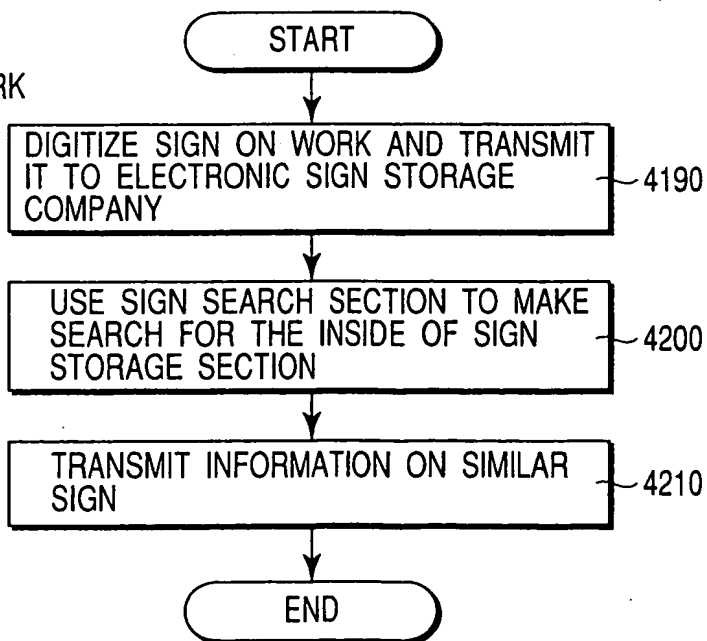 START
RK
DIGITIZE SIGN ON WORK AND TRANSMIT
IT TO ELECTRONIC SIGN STORAGE
COMPANY
4190
USE SIGN SEARCH SECTION TO MAKE
SEARCH FOR THE INSIDE OF SIGN
STORAGE SECTION
4200
TRANSMIT INFORMATION ON SIMILAR
SIGN
4210
END